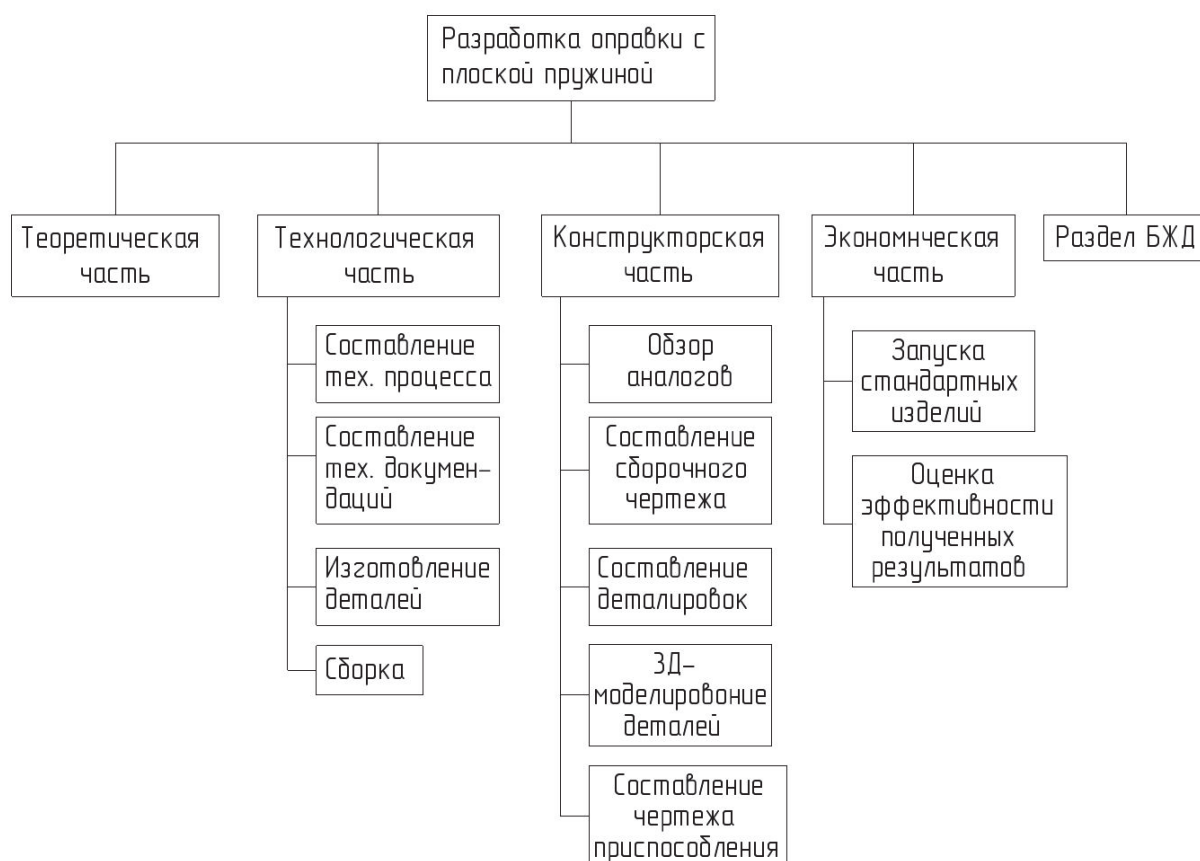 Разработка оправки с
плоской пружиной
Теоретическая
часть
Технологическая
часть
Конструкторская
часть
Экономнческая
часть
Раздел БЖД
Составление
тех. процесса
Составление
тех. докумен-
даций
Изготовление
деталей
Сборка
Обзор
аналогов
Составление
сборочного
чертежа
Составление
деталировок
3Д-
моделировоние
деталей
Составление
чертежа
приспособления
Запуска
стандартных
изделий
Оценка
эффективности
полученных
результатов